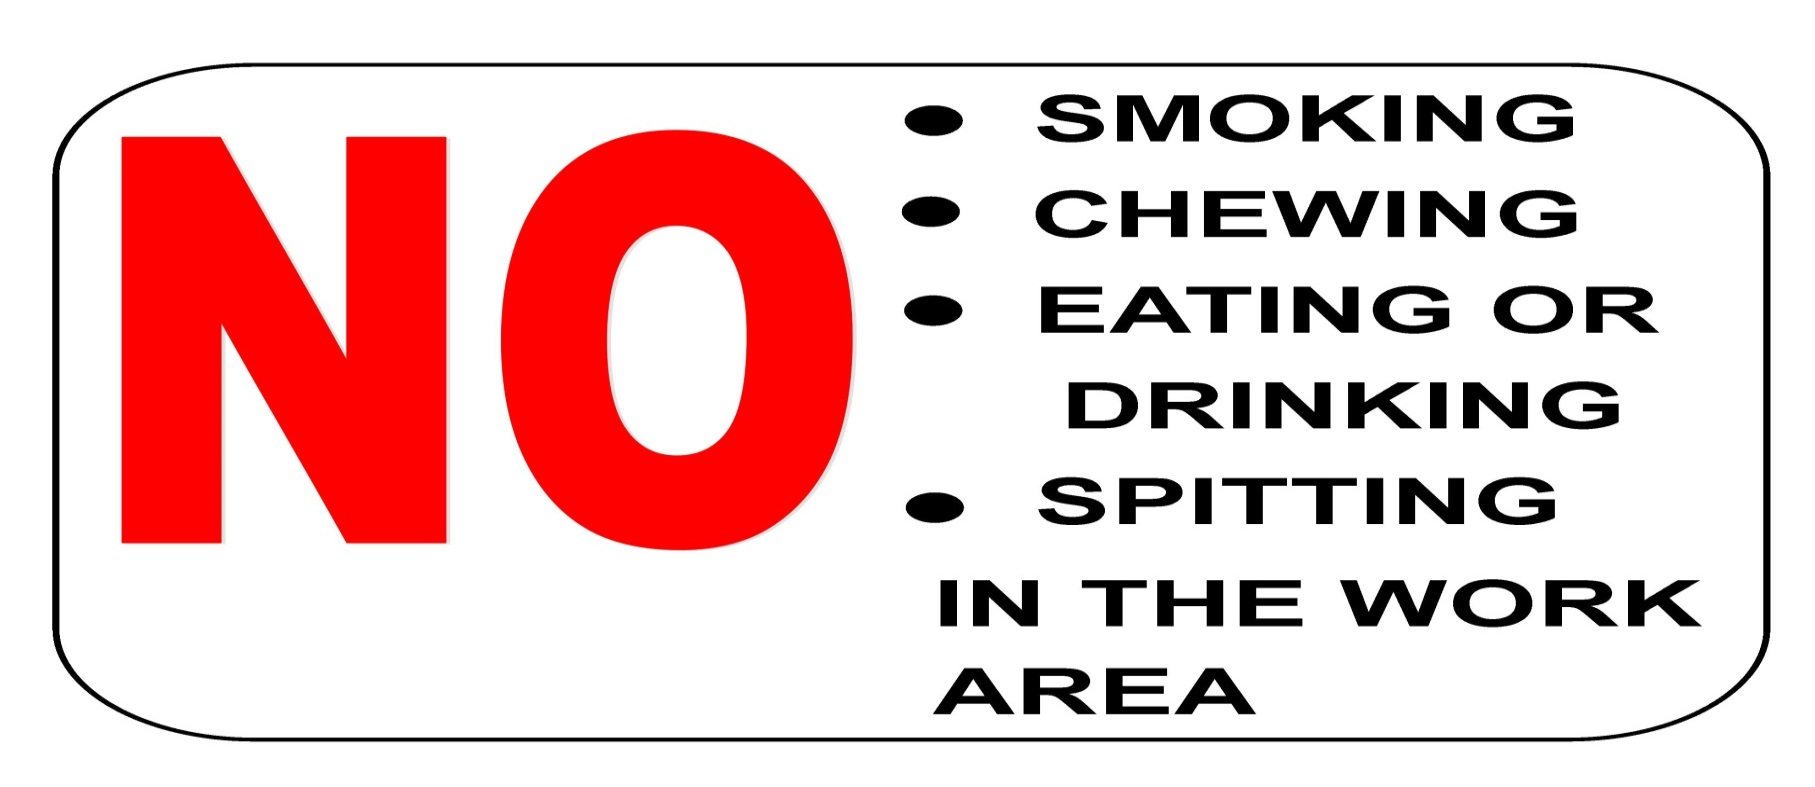 NO
• SMOKING
• CHEWING
• EATING OR
DRINKING
• SPITTING
IN THE WORK
AREA